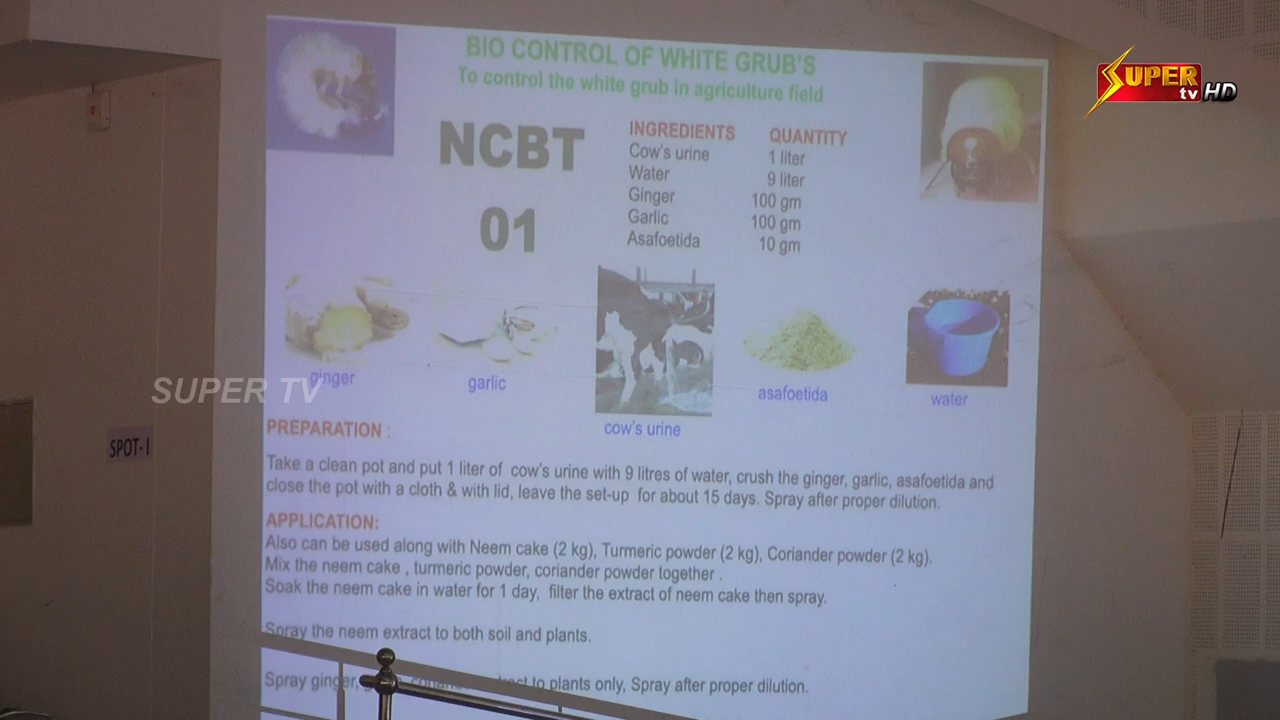 SUPER
tv HD
BIO CONTROL OF WHITE GRUB'S
To control the white grub in agriculture field
NCBT
01
INGREDIENTS QUANTITY
Cow's urine 1 liter
Water 9 liter
Ginger 100 gm
Garlic 100 gm
Asafoetida 10 gm
ginger
garlic
cow's urine
asafoetida
water
SUPER TV
SPOT-I
PREPARATION :
Take a clean pot and put 1 liter of cow's urine with 9 litres of water, crush the ginger, garlic, asafoetida and
close the pot with a cloth & with lid, leave the set-up for about 15 days. Spray after proper dilution.
APPLICATION:
Also can be used along with Neem cake (2 kg), Turmeric powder (2 kg), Coriander powder (2 kg).
Mix the neem cake , turmeric powder, coriander powder together .
Soak the neem cake in water for 1 day, filter the extract of neem cake then spray.
Spray the neem extract to both soil and plants.
Spray ginger, to plants only, Spray after proper dilution.